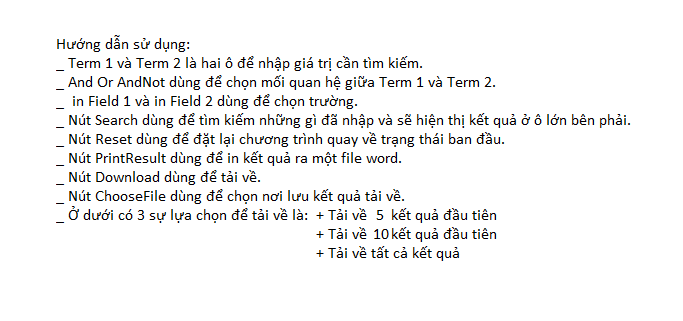 Hướng dẫn sử dụng:
_ Term 1 và Term 2 là hai ô để nhập giá trị cần tìm kiếm.
_ And Or AndNot dùng để chọn mối quan hệ giữa Term 1 và Term 2.
_ in Field 1 và in Field 2 dùng để chọn trường.
_ Nút Search dùng để tìm kiếm những gì đã nhập và sẽ hiện thị kết quả ở ô lớn bên phải.
_ Nút Reset dùng để đặt lại chương trình quay về trạng thái ban đầu.
_ Nút PrintResult dùng để in kết quả ra một file word.
_ Nút Download dùng để tải về.
_ Nút ChooseFile dùng để chọn nơi lưu kết quả tải về.
_ Ở dưới có 3 sự lựa chọn để tải về là: + Tải về 5 kết quả đầu tiên
+ Tải về 10 kết quả đầu tiên
+ Tải về tất cả kết quả